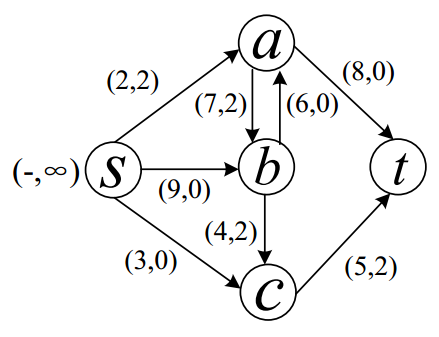 a
(2,2)
(8,0)
(7,2)
(6,0)
(-,∞)
s
b
t
(9,0)
(4,2)
(3,0)
(5,2)
c